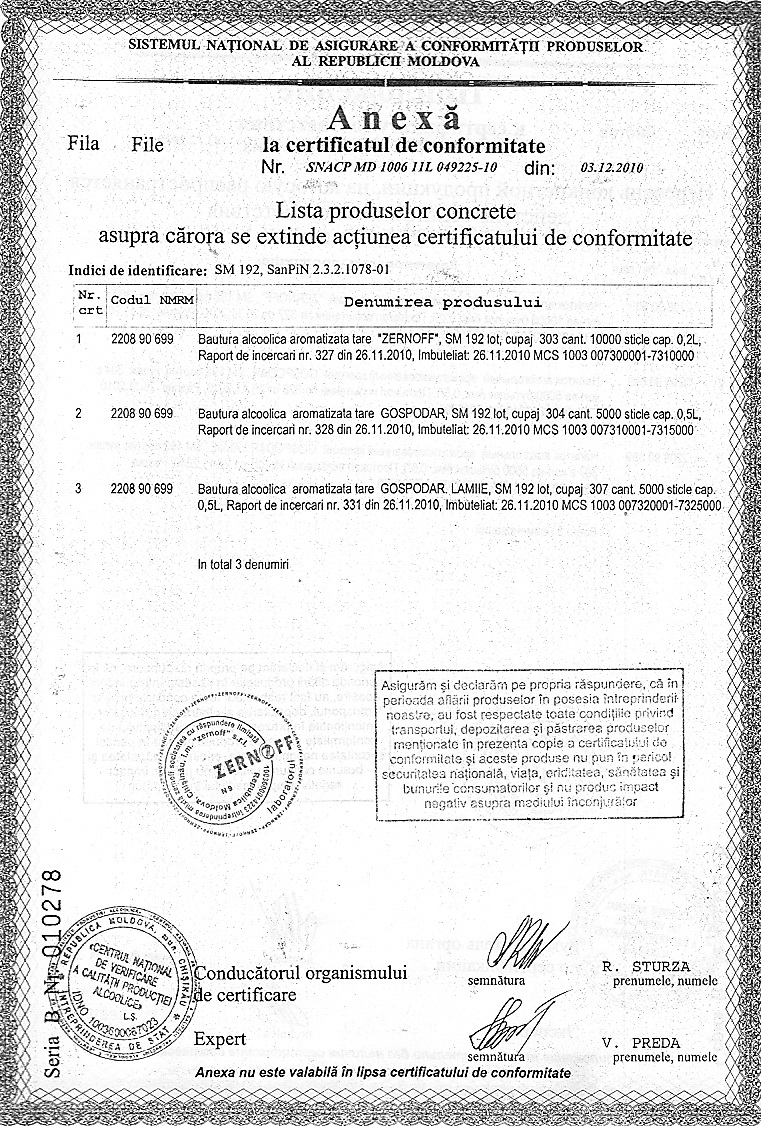 SISTEMUL NAȚIONAL DE ASIGURARE A CONFORMITĂȚII PRODUSELOR
AL REPUBLICII MOLDOVA
Anexă
Fila File
la certificatul de conformitate
Nr. SNACP MD 1006 11L 049225-10 din: 03.12.2010
Lista produselor concrete
asupra cărora se extinde acțiunea certificatului de conformitate
Indici de identificare: SM 192, SanPiN 2.3.2.1078-01
Nr. crt Codul NMRM Denumirea produsului
1 2208 90 699 Bautura alcoolica aromatizata tare "ZERNOFF", SM 192 lot, cupaj 303 cant. 10000 sticle cap. 0,2L,
Raport de incercari nr. 327 din 26.11.2010, Imbuteliat: 26.11.2010 MCS 1003 007300001-7310000
2 2208 90 699 Bautura alcoolica aromatizata tare GOSPODAR, SM 192 lot, cupaj 304 cant. 5000 sticle cap. 0,5L,
Raport de incercari nr. 328 din 26.11.2010, Imbuteliat: 26.11.2010 MCS 1003 007310001-7315000
3 2208 90 699 Bautura alcoolica aromatizata tare GOSPODAR. LAMIIE, SM 192 lot, cupaj 307 cant. 5000 sticle cap.
0,5L, Raport de incercari nr. 331 din 26.11.2010, Imbuteliat: 26.11.2010 MCS 1003 007320001-7325000
In total 3 denumiri
Asigurăm și declarăm pe propria răspundere, că în
perioada aflării produselor în posesia întreprinderii
noastre, au fost respectate toate condițiile privind
transportul, depozitarea și păstrarea produselor
menționate în prezenta copie a certificatului de
conformitate și aceste produse nu pun în pericol
securitatea națională, viața, ereditatea, sănătatea și
bunurile consumatorilor și nu produc impact
negativ asupra mediului înconjurător
societatea cu răspundere limitată
Chișinău, î.m. "zernoff" s.r.l.
ZERNOFF
N6
Republica Moldova,
laboratorul
Seria B Nr 010278
REPUBLICA MOLDOVA, mun. CHIȘINĂU
«CENTRUL NAȚIONAL
DE VERIFICARE
A CALITĂȚII PRODUCȚIEI
ALCOOLICE»
L.Ș.
IDNO 1003600087023
ÎNTREPRINDEREA DE STAT
Conducătorul organismului
de certificare
semnătura
R. STURZA
prenumele, numele
Expert
semnătura
V. PREDA
prenumele, numele
Anexa nu este valabilă în lipsa certificatului de conformitate